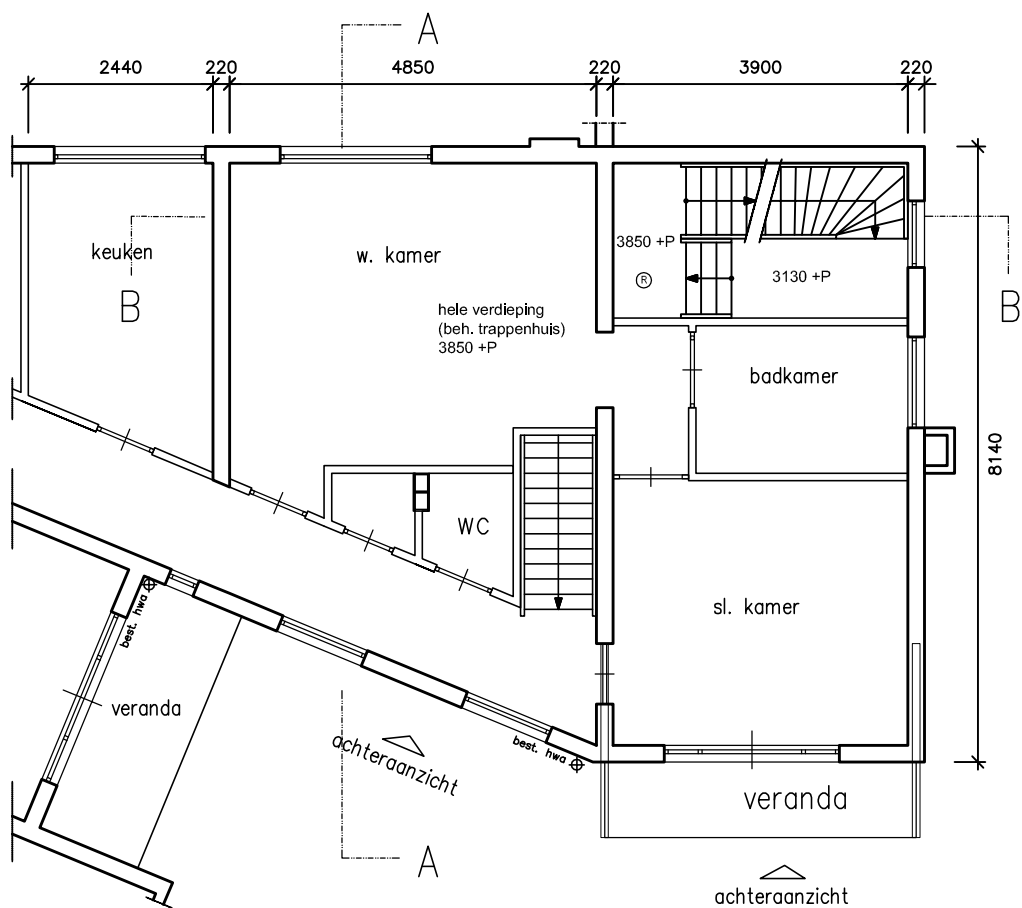 A
2440 220 4850 220 3900 220
keuken
w. kamer
3850 +P
3130 +P
R
B
B
hele verdieping
(beh. trappenhuis)
3850 +P
badkamer
8140
WC
sl. kamer
best. hwa
veranda
achteraanzicht
best. hwa
veranda
A
achteraanzicht